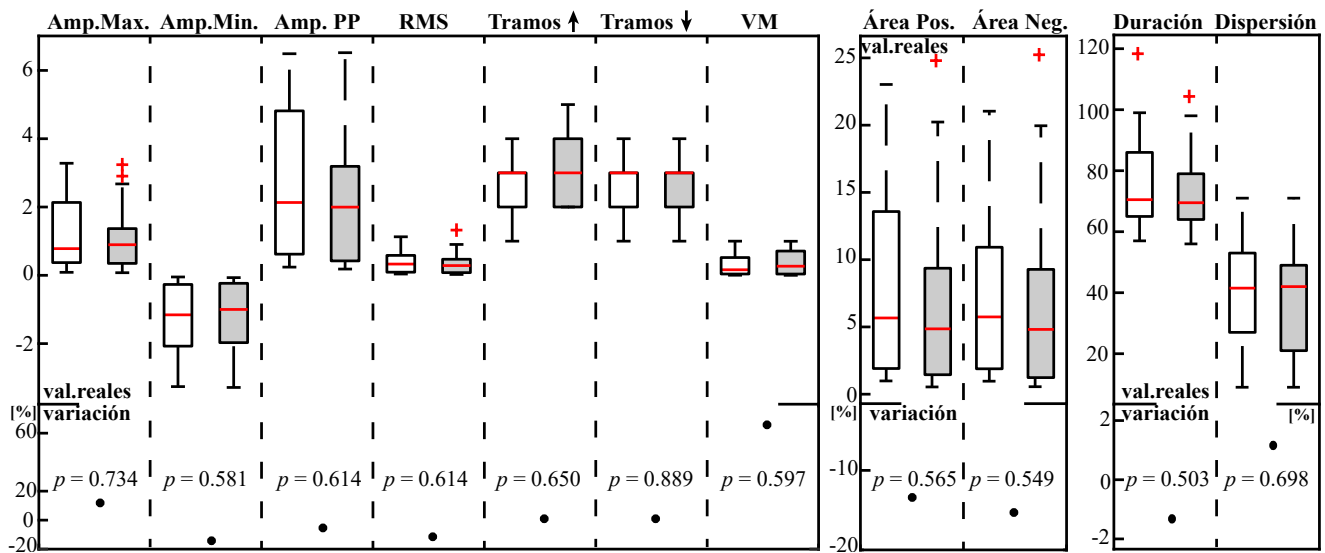 Amp.Max. Amp.Min. Amp. PP RMS Tramos ↑ Tramos ↓ VM Área Pos. Área Neg. Duración Dispersión
6
4
2
0
-2
val.reales
[%] variación
60
20
0
-20
p = 0.734 p = 0.581 p = 0.614 p = 0.614 p = 0.650 p = 0.889 p = 0.597
val.reales
25
20
15
10
5
0
[%] variación
-10
-20
p = 0.565 p = 0.549
120
100
80
60
40
20
val.reales
variación [%]
2
0
-2
p = 0.503 p = 0.698